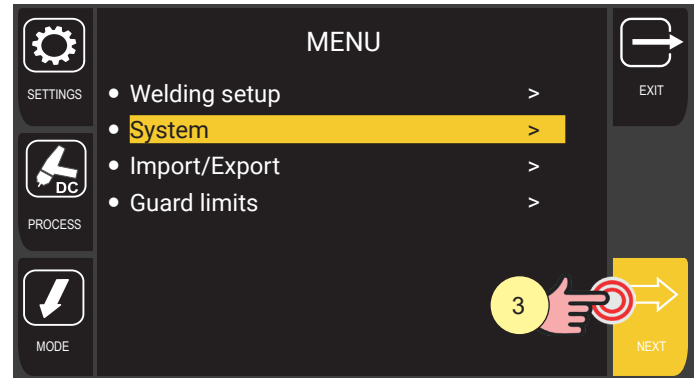 MENU
SETTINGS
EXIT
• Welding setup >
• System >
• Import/Export >
• Guard limits >
DC
PROCESS
3
MODE
NEXT